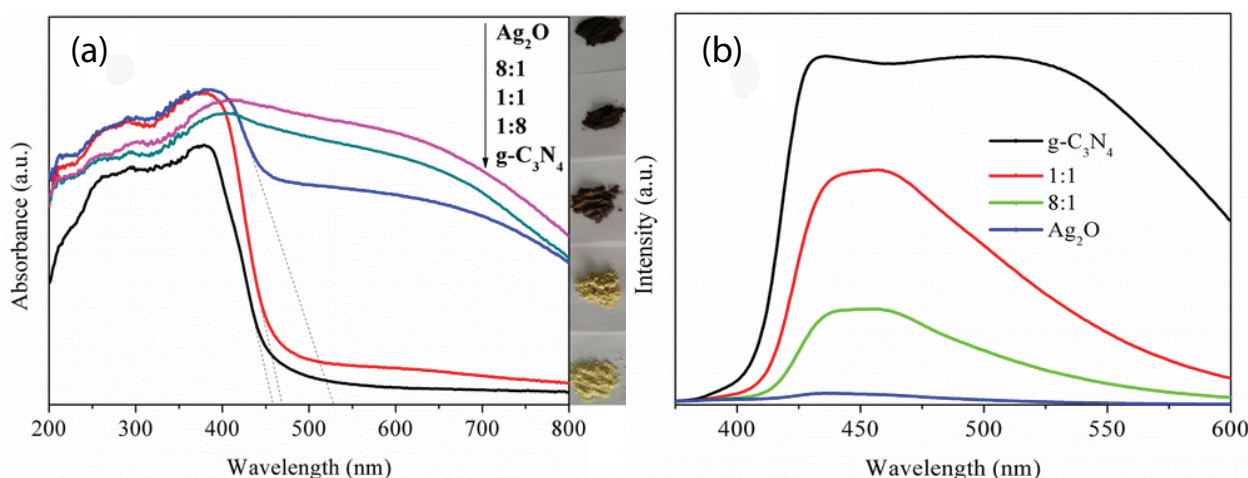 (a)
Ag₂O
8:1
1:1
1:8
g-C₃N₄
Absorbance (a.u.)
200 300 400 500 600 700 800
Wavelength (nm)
(b)
g-C₃N₄
1:1
8:1
Ag₂O
Intensity (a.u.)
400 450 500 550 600
Wavelength (nm)